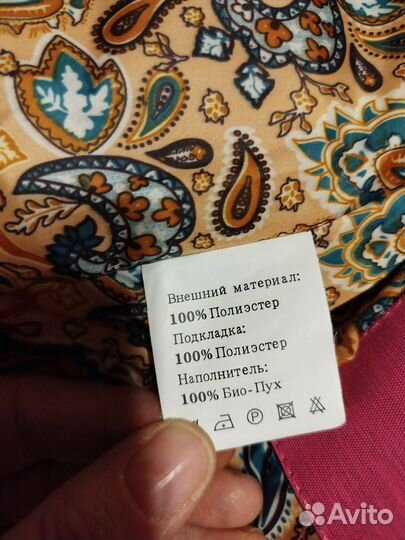 Внешний материал:
100% Полиэстер
Подкладка:
100% Полиэстер
Наполнитель:
100% Био-Пух
P
Avito